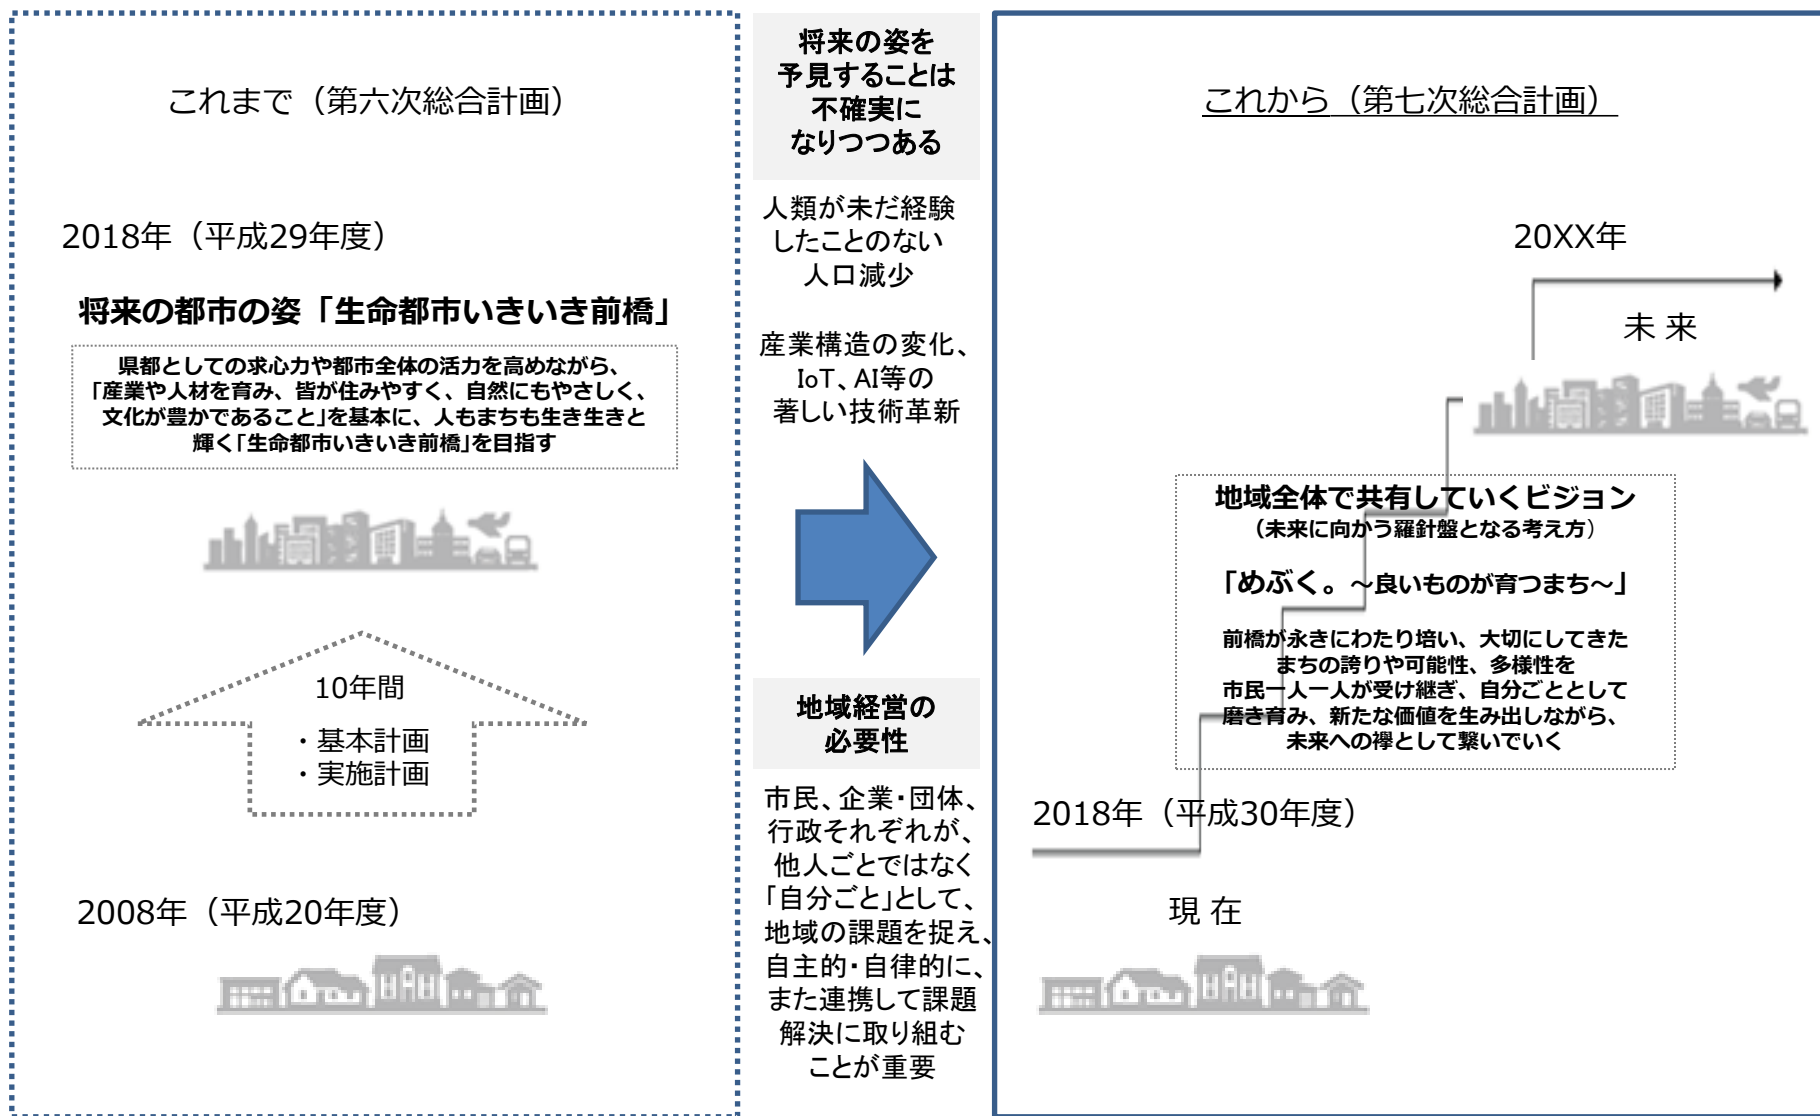 これまで（第六次総合計画）
2018年（平成29年度）
将来の都市の姿「生命都市いきいき前橋」
県都としての求心力や都市全体の活力を高めながら、
「産業や人材を育み、皆が住みやすく、自然にもやさしく、
文化が豊かであること」を基本に、人もまちも生き生きと
輝く「生命都市いきいき前橋」を目指す
10年間
・基本計画
・実施計画
2008年（平成20年度）
将来の姿を
予見することは
不確実に
なりつつある
人類が未だ経験
したことのない
人口減少
産業構造の変化、
IoT、AI等の
著しい技術革新
地域経営の
必要性
市民、企業・団体、
行政それぞれが、
他人ごとではなく
「自分ごと」として、
地域の課題を捉え、
自主的・自律的に、
また連携して課題
解決に取り組む
ことが重要
これから（第七次総合計画）
20XX年
未 来
地域全体で共有していくビジョン
（未来に向かう羅針盤となる考え方）
「めぶく。～良いものが育つまち～」
前橋が永きにわたり培い、大切にしてきた
まちの誇りや可能性、多様性を
市民一人一人が受け継ぎ、自分ごととして
磨き育み、新たな価値を生み出しながら、
未来への襷として繋いでいく
2018年（平成30年度）
現 在